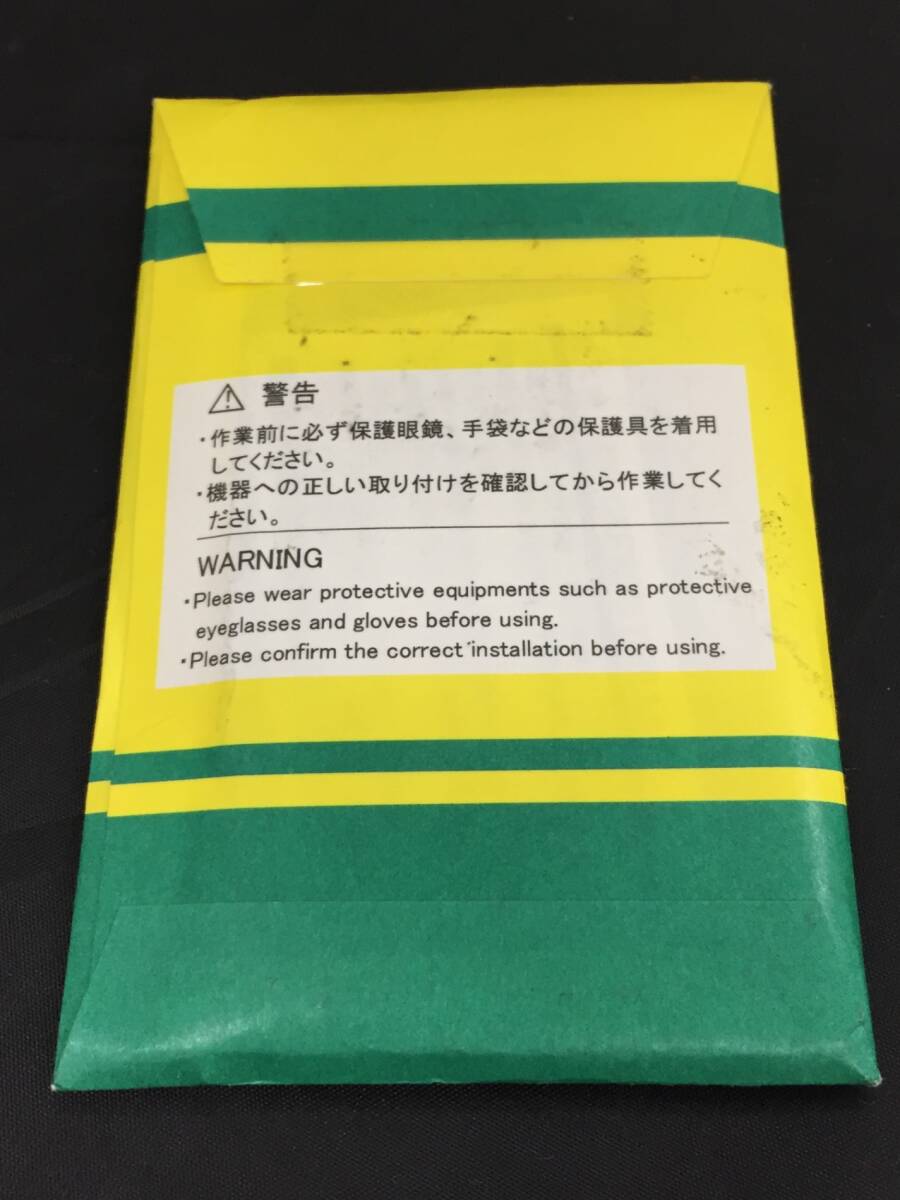 ⚠ 警告
・作業前に必ず保護眼鏡、手袋などの保護具を着用
してください。
・機器への正しい取り付けを確認してから作業してく
ださい。
WARNING
・Please wear protective equipments such as protective
eyeglasses and gloves before using.
・Please confirm the correct installation before using.